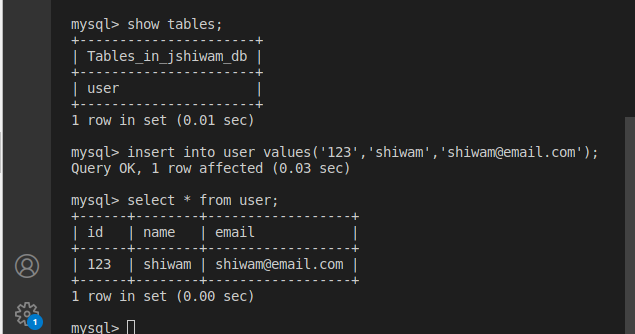 mysql> show tables;
+----------------------+
| Tables_in_jshiwam_db |
+----------------------+
| user                 |
+----------------------+
1 row in set (0.01 sec)
mysql> insert into user values('123','shiwam','shiwam@email.com');
Query OK, 1 row affected (0.03 sec)
mysql> select * from user;
+------+--------+------------------+
| id   | name   | email            |
+------+--------+------------------+
| 123  | shiwam | shiwam@email.com |
+------+--------+------------------+
1 row in set (0.00 sec)
mysql>
1